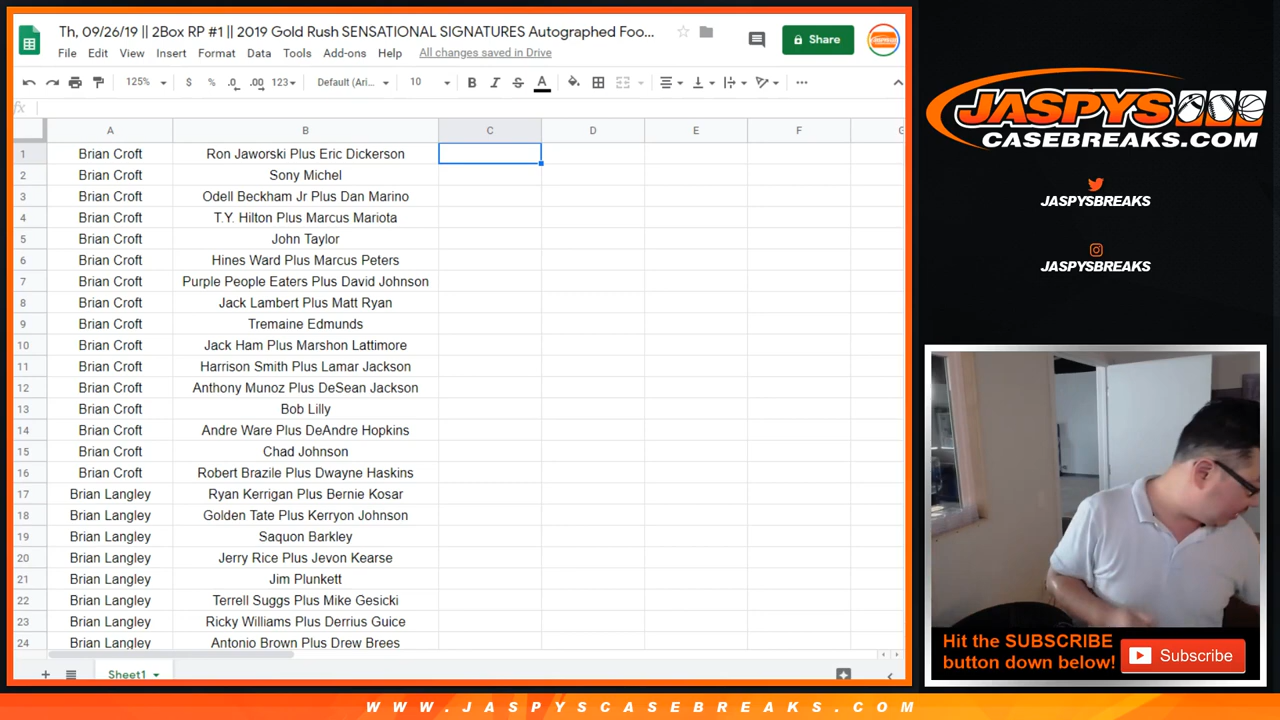 Th, 09/26/19 || 2Box RP #1 || 2019 Gold Rush SENSATIONAL SIGNATURES Autographed Foo...
File Edit View Insert Format Data Tools Add-ons Help All changes saved in Drive
Share
125% $ % .0 .00 123 Default (Ari... 10 B I S A
fx
A B C D E F
1 Brian Croft Ron Jaworski Plus Eric Dickerson
2 Brian Croft Sony Michel
3 Brian Croft Odell Beckham Jr Plus Dan Marino
4 Brian Croft T.Y. Hilton Plus Marcus Mariota
5 Brian Croft John Taylor
6 Brian Croft Hines Ward Plus Marcus Peters
7 Brian Croft Purple People Eaters Plus David Johnson
8 Brian Croft Jack Lambert Plus Matt Ryan
9 Brian Croft Tremaine Edmunds
10 Brian Croft Jack Ham Plus Marshon Lattimore
11 Brian Croft Harrison Smith Plus Lamar Jackson
12 Brian Croft Anthony Munoz Plus DeSean Jackson
13 Brian Croft Bob Lilly
14 Brian Croft Andre Ware Plus DeAndre Hopkins
15 Brian Croft Chad Johnson
16 Brian Croft Robert Brazile Plus Dwayne Haskins
17 Brian Langley Ryan Kerrigan Plus Bernie Kosar
18 Brian Langley Golden Tate Plus Kerryon Johnson
19 Brian Langley Saquon Barkley
20 Brian Langley Jerry Rice Plus Jevon Kearse
21 Brian Langley Jim Plunkett
22 Brian Langley Terrell Suggs Plus Mike Gesicki
23 Brian Langley Ricky Williams Plus Derrius Guice
24 Brian Langley Antonio Brown Plus Drew Brees
Sheet1
JASPYS
CASEBREAKS.COM
JASPYSBREAKS
JASPYSBREAKS
Hit the SUBSCRIBE
button down below!
Subscribe
WWW.JASPYSCASEBREAKS.COM